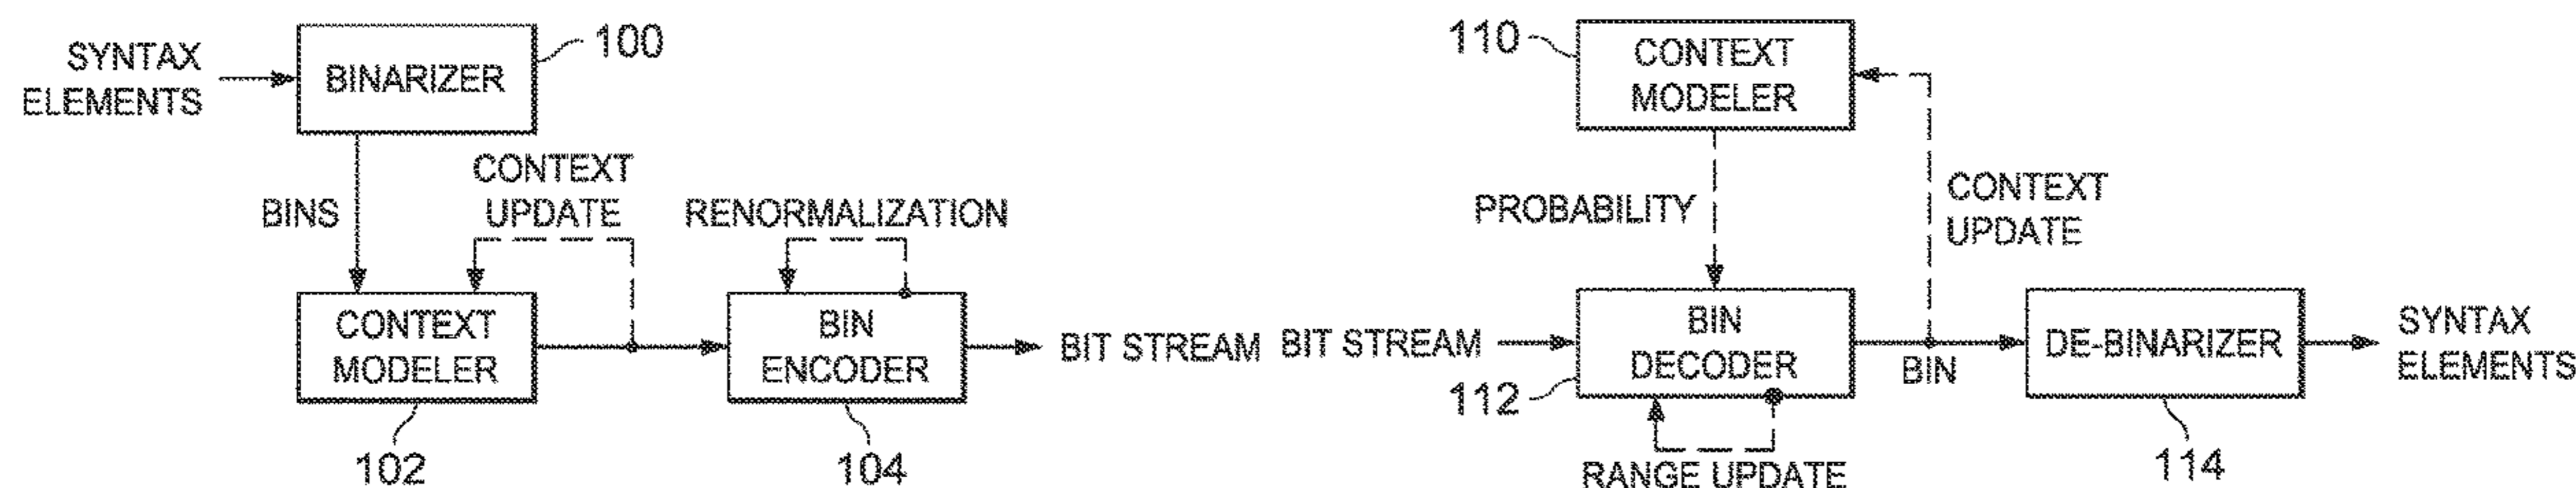 SYNTAX
ELEMENTS
BINARIZER
100
BINS
CONTEXT
UPDATE
RENORMALIZATION
CONTEXT
MODELER
102
BIN
ENCODER
104
BIT STREAM
110
CONTEXT
MODELER
PROBABILITY
CONTEXT
UPDATE
BIT STREAM
BIN
DECODER
112
RANGE UPDATE
BIN
DE-BINARIZER
114
SYNTAX
ELEMENTS